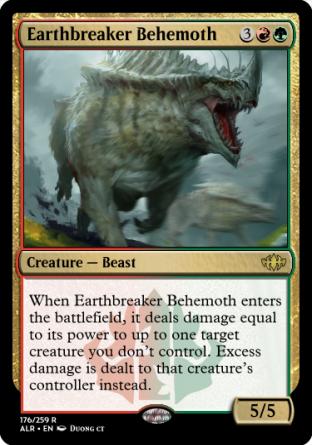 Earthbreaker Behemoth 3
Creature — Beast
When Earthbreaker Behemoth enters
the battlefield, it deals damage equal
to its power to up to one target
creature you don't control. Excess
damage is dealt to that creature's
controller instead.
176/259 R
ALR • EN DUONG CT
5/5